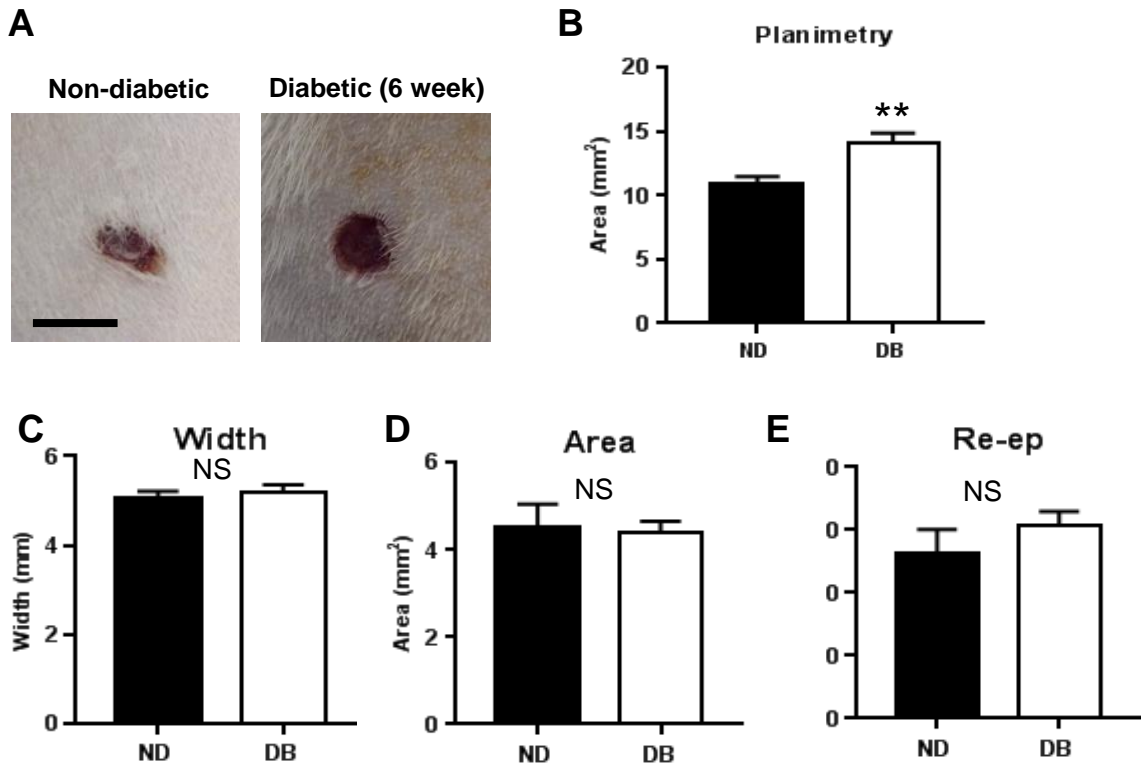 A
Non-diabetic
Diabetic (6 week)
B
Planimetry
Area (mm²)
20
15
10
5
0
**
ND
DB
C
Width
Width (mm)
6
4
2
0
NS
ND
DB
D
Area
Area (mm²)
6
4
2
0
NS
ND
DB
E
Re-ep
0
0
0
0
0
NS
ND
DB